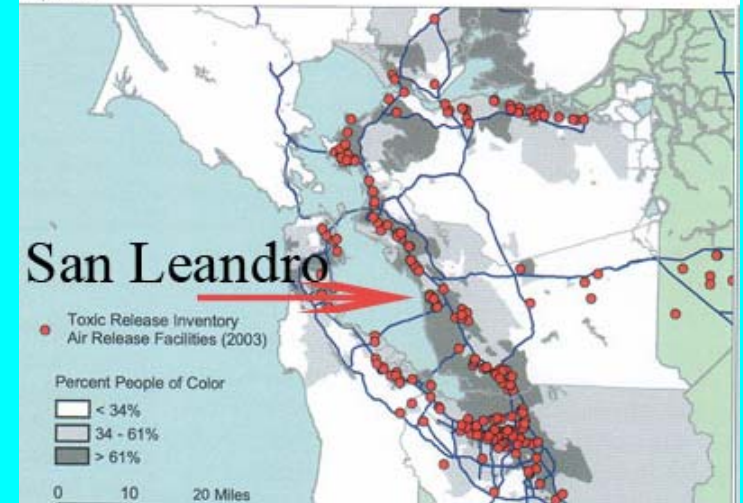 San Leandro
Toxic Release Inventory
Air Release Facilities (2003)
Percent People of Color
< 34%
34 - 61%
> 61%
0 10 20 Miles